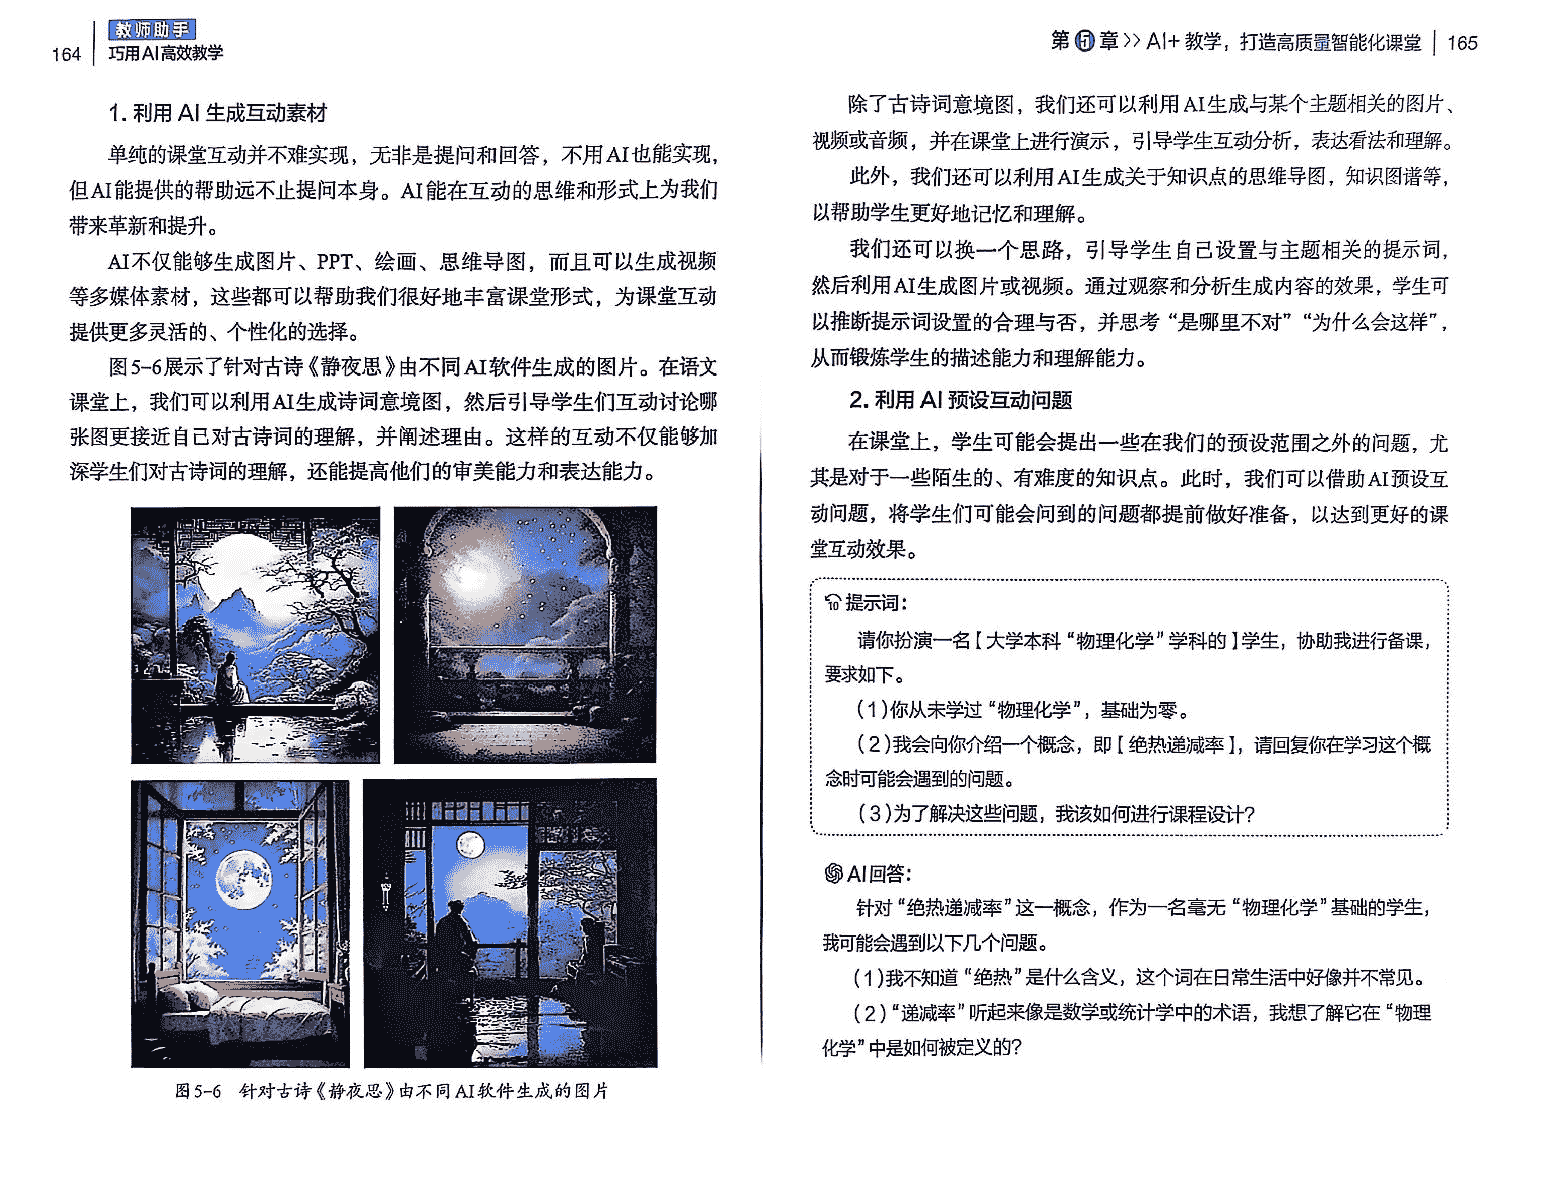 164
教师助手
巧用AI高效教学
1. 利用 AI 生成互动素材
单纯的课堂互动并不难实现，无非是提问和回答，不用AI也能实现，
但AI能提供的帮助远不止提问本身。AI能在互动的思维和形式上为我们
带来革新和提升。
AI不仅能够生成图片、PPT、绘画、思维导图，而且可以生成视频
等多媒体素材，这些都可以帮助我们很好地丰富课堂形式，为课堂互动
提供更多灵活的、个性化的选择。
图5-6展示了针对古诗《静夜思》由不同AI软件生成的图片。在语文
课堂上，我们可以利用AI生成诗词意境图，然后引导学生们互动讨论哪
张图更接近自己对古诗词的理解，并阐述理由。这样的互动不仅能够加
深学生们对古诗词的理解，还能提高他们的审美能力和表达能力。
图5-6 针对古诗《静夜思》由不同AI软件生成的图片
第5章>> AI+ 教学，打造高质量智能化课堂
165
除了古诗词意境图，我们还可以利用AI生成与某个主题相关的图片、
视频或音频，并在课堂上进行演示，引导学生互动分析，表达看法和理解。
此外，我们还可以利用AI生成关于知识点的思维导图，知识图谱等，
以帮助学生更好地记忆和理解。
我们还可以换一个思路，引导学生自己设置与主题相关的提示词，
然后利用AI生成图片或视频。通过观察和分析生成内容的效果，学生可
以推断提示词设置的合理与否，并思考“是哪里不对”“为什么会这样”，
从而锻炼学生的描述能力和理解能力。
2. 利用 AI 预设互动问题
在课堂上，学生可能会提出一些在我们的预设范围之外的问题，尤
其是对于一些陌生的、有难度的知识点。此时，我们可以借助AI预设互
动问题，将学生们可能会问到的问题都提前做好准备，以达到更好的课
堂互动效果。
提示词：
请你扮演一名【大学本科“物理化学”学科的】学生，协助我进行备课，
要求如下。
（1）你从未学过“物理化学”，基础为零。
（2）我会向你介绍一个概念，即【绝热递减率】，请回复你在学习这个概
念时可能会遇到的问题。
（3）为了解决这些问题，我该如何进行课程设计？
AI回答：
针对“绝热递减率”这一概念，作为一名毫无“物理化学”基础的学生，
我可能会遇到以下几个问题。
（1）我不知道“绝热”是什么含义，这个词在日常生活中好像并不常见。
（2）“递减率”听起来像是数学或统计学中的术语，我想了解它在“物理
化学”中是如何被定义的？